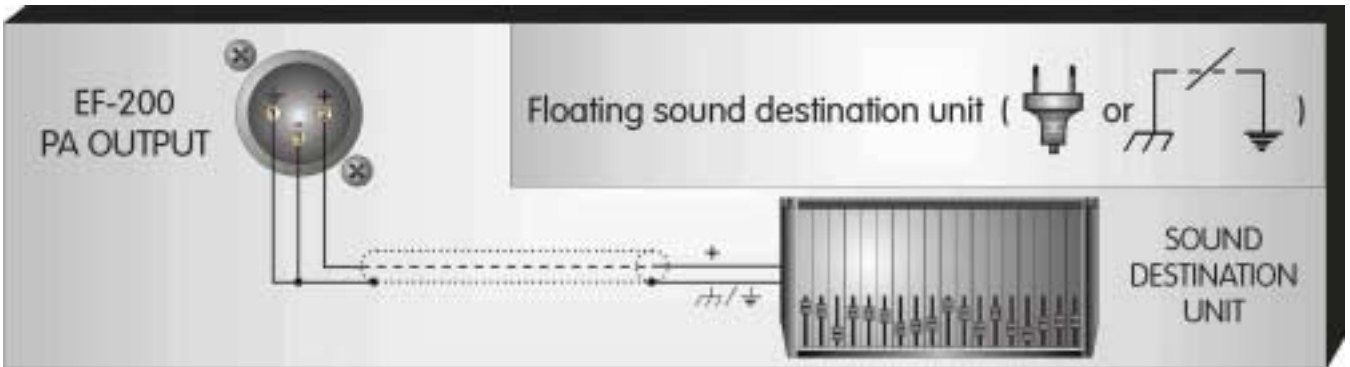 EF-200
PA OUTPUT
Floating sound destination unit ( or )
+
+
-
+
/
SOUND
DESTINATION
UNIT